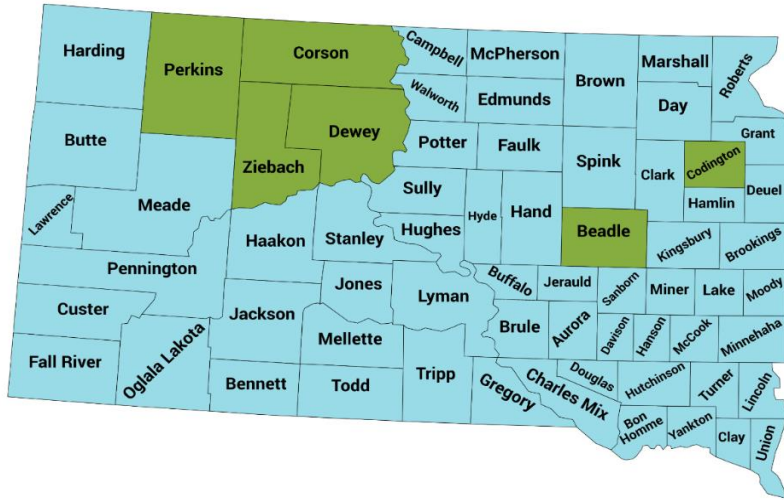 Harding
Perkins
Corson
Campbell
McPherson
Brown
Marshall
Roberts
Walworth
Edmunds
Day
Butte
Ziebach
Dewey
Potter
Faulk
Spink
Grant
Codington
Clark
Deuel
Hamlin
Lawrence
Meade
Sully
Hyde
Hand
Beadle
Kingsbury
Brookings
Haakon
Stanley
Hughes
Pennington
Buffalo
Jerauld
Sanborn
Miner
Lake
Moody
Custer
Jackson
Jones
Lyman
Brule
Aurora
Davison
Hanson
McCook
Minnehaha
Fall River
Oglala Lakota
Mellette
Bennett
Todd
Tripp
Gregory
Charles Mix
Douglas
Hutchinson
Turner
Lincoln
Bon
Homme
Yankton
Clay
Union